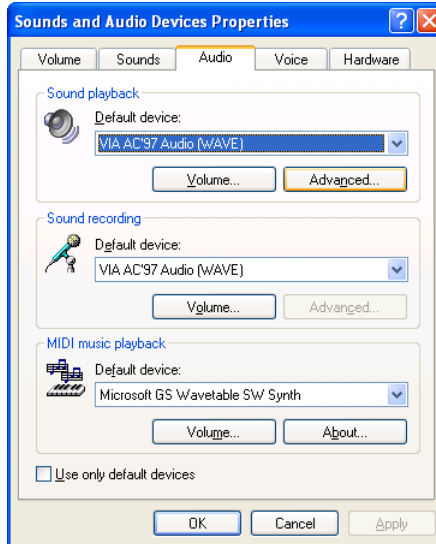 Sounds and Audio Devices Properties
Volume Sounds Audio Voice Hardware
Sound playback
Default device:
VIA AC'97 Audio (WAVE)
Volume... Advanced...
Sound recording
Default device:
VIA AC'97 Audio (WAVE)
Volume... Advanced...
MIDI music playback
Default device:
Microsoft GS Wavetable SW Synth
Volume... About...
Use only default devices
OK Cancel Apply